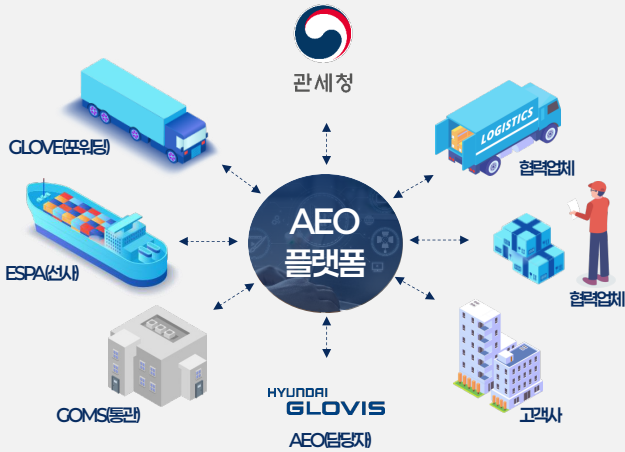 관세청
GLOVE(포워딩)
LOGISTICS
협력업체
AEO
플랫폼
ESPA(선사)
협력업체
GOMS(통관)
HYUNDAI
GLOVIS
AEO(담당자)
고객사